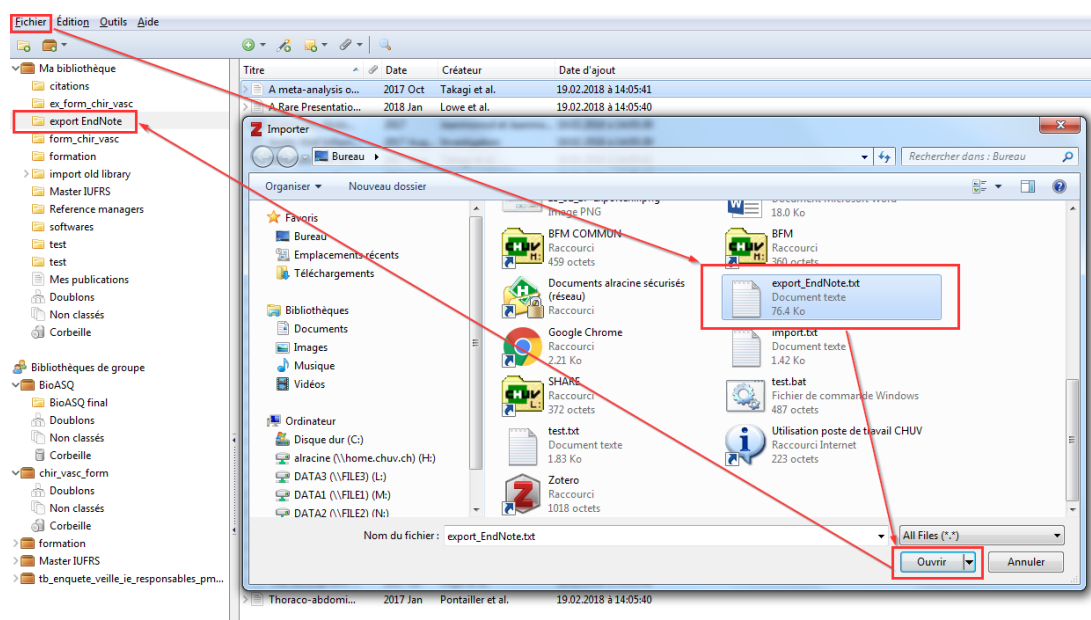 Fichier Édition Outils Aide
Ma bibliothèque
citations
ex_form_chir_vasc
export EndNote
form_chir_vasc
formation
import old library
Master IUFRS
Reference managers
softwares
test
test
Mes publications
Doublons
Non classés
Corbeille
Bibliothèques de groupe
BioASQ
BioASQ final
Doublons
Non classés
Corbeille
chir_vasc_form
Doublons
Non classés
Corbeille
formation
Master IUFRS
tb_enquete_veille_ie_responsables_pm...
Titre Date Créateur Date d'ajout
A meta-analysis o... 2017 Oct Takagi et al. 19.02.2018 à 14:05:41
A Rare Presentatio... 2018 Jan Lowe et al. 19.02.2018 à 14:05:40
Importer
Bureau
Rechercher dans : Bureau
Organiser Nouveau dossier
Favoris
Bureau
Emplacements récents
Téléchargements
Bibliothèques
Documents
Images
Musique
Vidéos
Ordinateur
Disque dur (C:)
alracine (\\home.chuv.ch) (H:)
DATA3 (\\FILE3) (L:)
DATA1 (\\FILE1) (M:)
DATA2 (\\FILE2) (N:)
Image PNG
Document Microsoft Word
18.0 Ko
BFM COMMUN
Raccourci
459 octets
BFM
Raccourci
360 octets
Documents alracine sécurisés
(réseau)
Raccourci
export_EndNote.txt
Document texte
76.4 Ko
Google Chrome
Raccourci
2.21 Ko
import.txt
Document texte
1.42 Ko
SHARE
Raccourci
372 octets
test.bat
Fichier de commande Windows
487 octets
test.txt
Document texte
1.83 Ko
Utilisation poste de travail CHUV
Raccourci Internet
223 octets
Zotero
Raccourci
1018 octets
Nom du fichier : export_EndNote.txt All Files (*.*)
Ouvrir Annuler
Thoraco-abdomi... 2017 Jan Pontailler et al. 19.02.2018 à 14:05:40